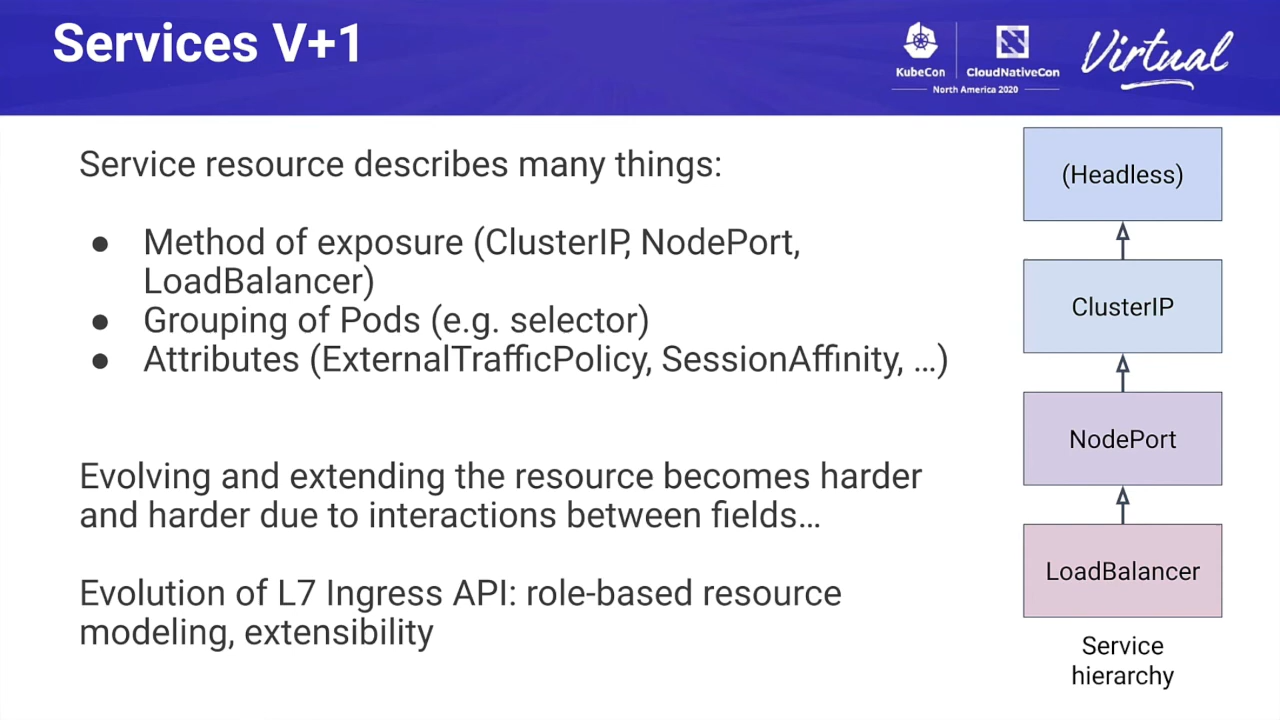 Services V+1
KubeCon
CloudNativeCon
North America 2020
Virtual
Service resource describes many things:
● Method of exposure (ClusterIP, NodePort,
LoadBalancer)
● Grouping of Pods (e.g. selector)
● Attributes (ExternalTrafficPolicy, SessionAffinity, …)
Evolving and extending the resource becomes harder
and harder due to interactions between fields…
Evolution of L7 Ingress API: role-based resource
modeling, extensibility
(Headless)
ClusterIP
NodePort
LoadBalancer
Service
hierarchy